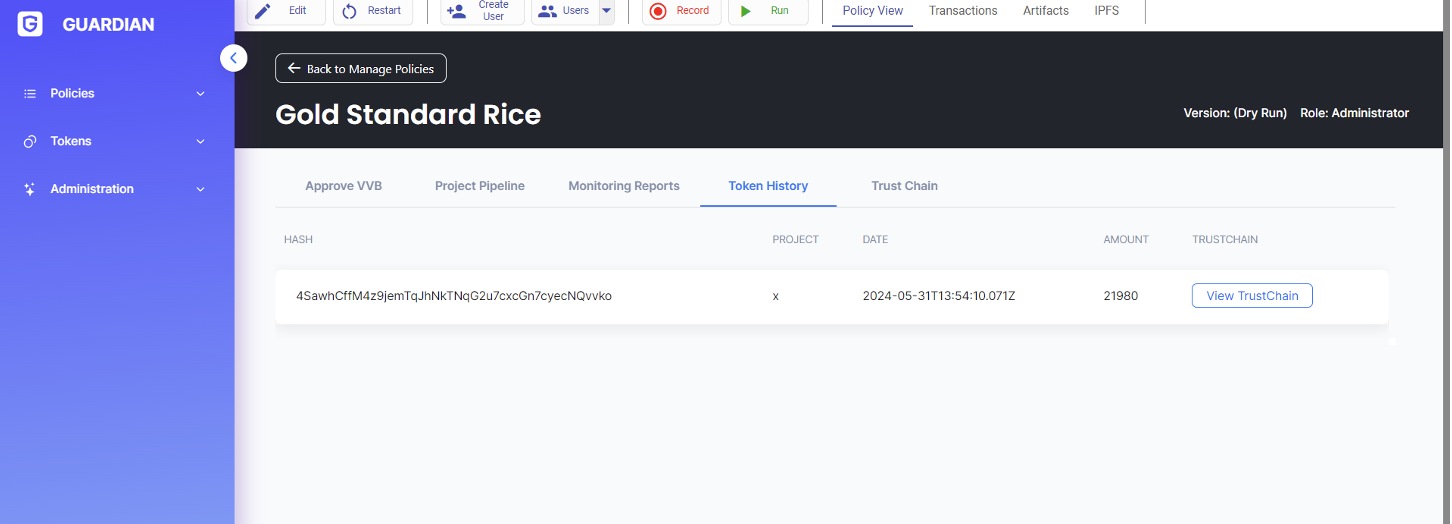 GUARDIAN
Policies
Tokens
Administration
Edit
Restart
Create
User
Users
Record
Run
Policy View
Transactions
Artifacts
IPFS
Back to Manage Policies
Gold Standard Rice
Version: (Dry Run) Role: Administrator
Approve VVB Project Pipeline Monitoring Reports Token History Trust Chain
HASH PROJECT DATE AMOUNT TRUSTCHAIN
4SawhCffM4z9jemTqJhNkTNqG2u7cxcGn7cyecNQvvko x 2024-05-31T13:54:10.071Z 21980 View TrustChain